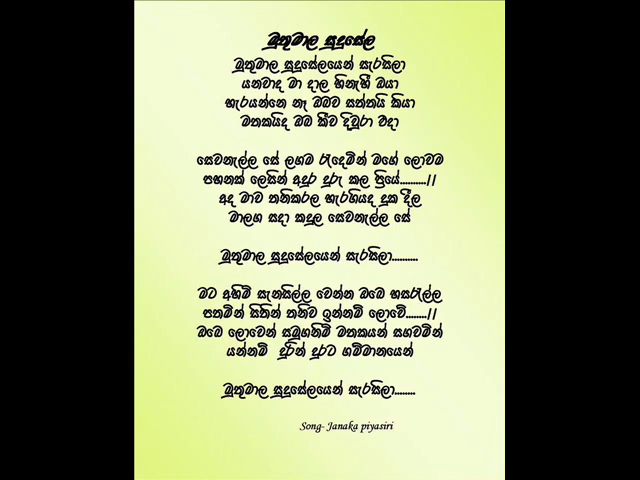 මුතුමාල සුදුසේල
මුතුමාල සුදුසේලයෙන් සැරසිලා
යනවාද මා දාල හිනැහී ඔයා
හැරයන්නෙ නෑ ඔබව සත්තයි කියා
මතකයිද ඔබ කීව දිවුරා එදා
සෙවනැල්ල සේ ලගම රැදෙමින් මගේ ලොවම
පහනක් ලෙසින් අදුර දුරු කල ප්‍රියේ..........//
අද මාව තනිකරල හැරගියද දුක දීල
මාලග සදා කදුල සෙවනැල්ල සේ
මුතුමාල සුදුසේලයෙන් සැරසිලා..........
මට අහිමි සැනසිල්ල වෙන්න ඔබෙ හසරැල්ල
පතමින් සිතින් තනිව ඉන්නම් ලොවේ........//
ඔබෙ ලොවෙන් සමුගනිමි මතකයන් සගවමින්
යන්නම් දුරින් දුරට ගම්මානයෙන්
මුතුමාල සුදුසේලයෙන් සැරසිලා........
Song- Janaka piyasiri